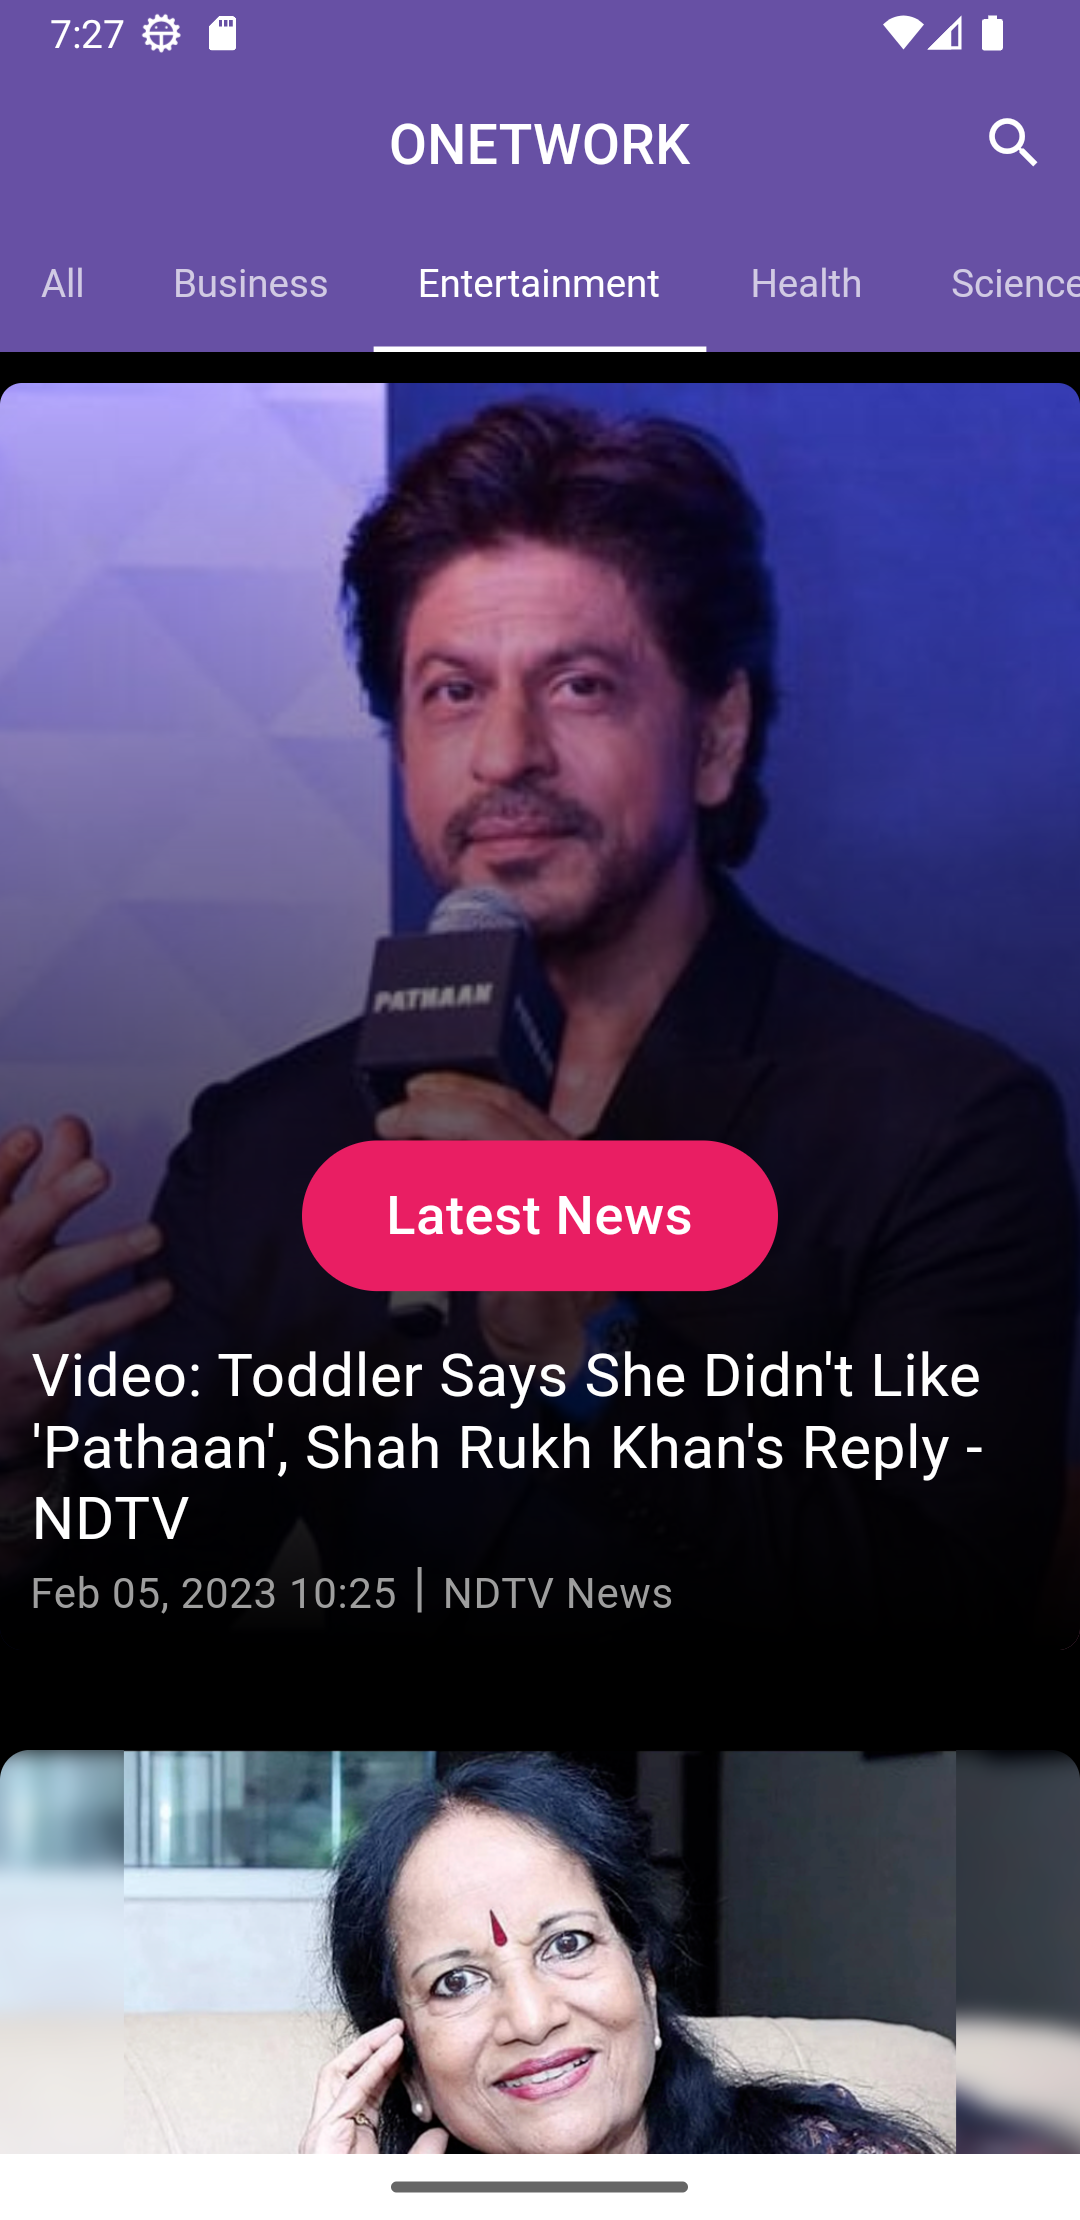 7:27
ONETWORK
All Business Entertainment Health Science
PATHAAN
Latest News
Video: Toddler Says She Didn't Like
'Pathaan', Shah Rukh Khan's Reply -
NDTV
Feb 05, 2023 10:25 | NDTV News